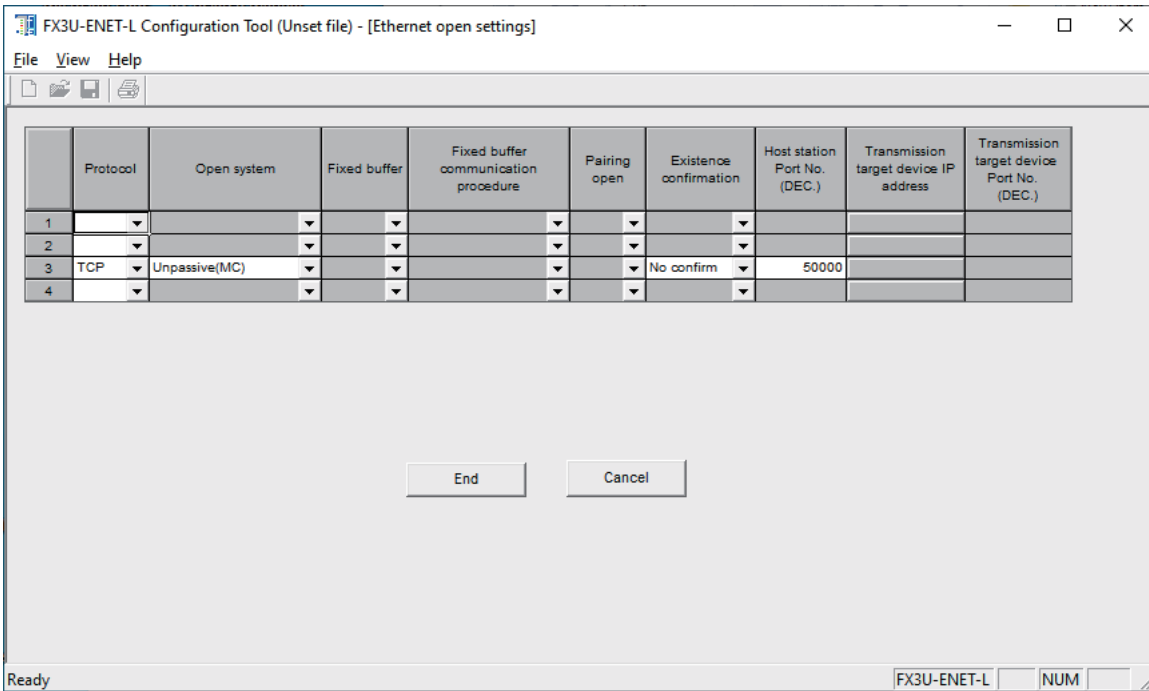 FX3U-ENET-L Configuration Tool (Unset file) - [Ethernet open settings]
File View Help
Protocol
Open system
Fixed buffer
Fixed buffer
communication
procedure
Pairing
open
Existence
confirmation
Host station
Port No.
(DEC.)
Transmission
target device IP
address
Transmission
target device
Port No.
(DEC.)
1
2
3 TCP Unpassive(MC) No confirm 50000
4
End Cancel
Ready FX3U-ENET-L NUM